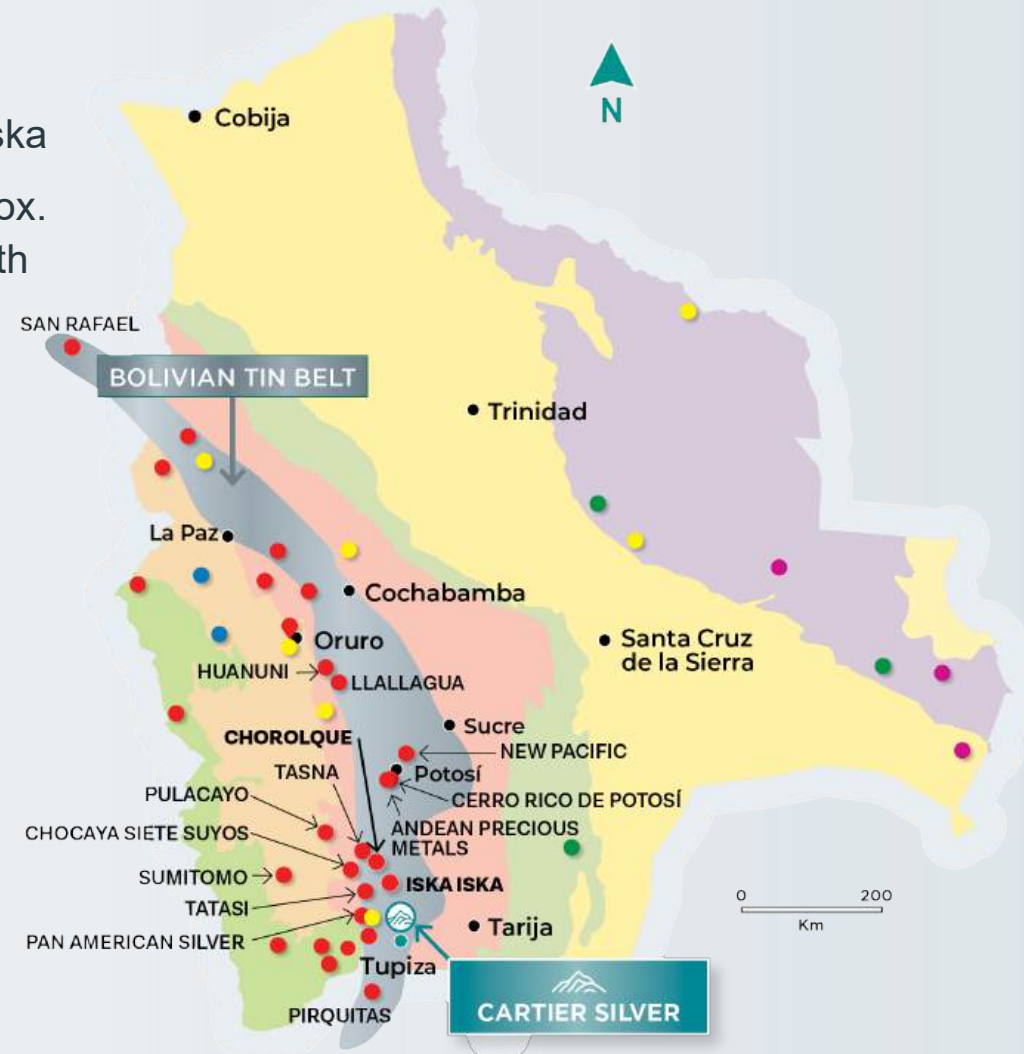 ska
ox.
th
N
Cobija
SAN RAFAEL
BOLIVIAN TIN BELT
Trinidad
La Paz
Cochabamba
Oruro
Santa Cruz
de la Sierra
HUANUNI
LLALLAGUA
Sucre
CHOROLQUE
NEW PACIFIC
TASNA
Potosí
PULACAYO
CERRO RICO DE POTOSÍ
CHOCAYA SIETE SUYOS
ANDEAN PRECIOUS
METALS
SUMITOMO
ISKA ISKA
TATASI
0 200
Km
PAN AMERICAN SILVER
Tarija
Tupiza
CARTIER SILVER
PIRQUITAS